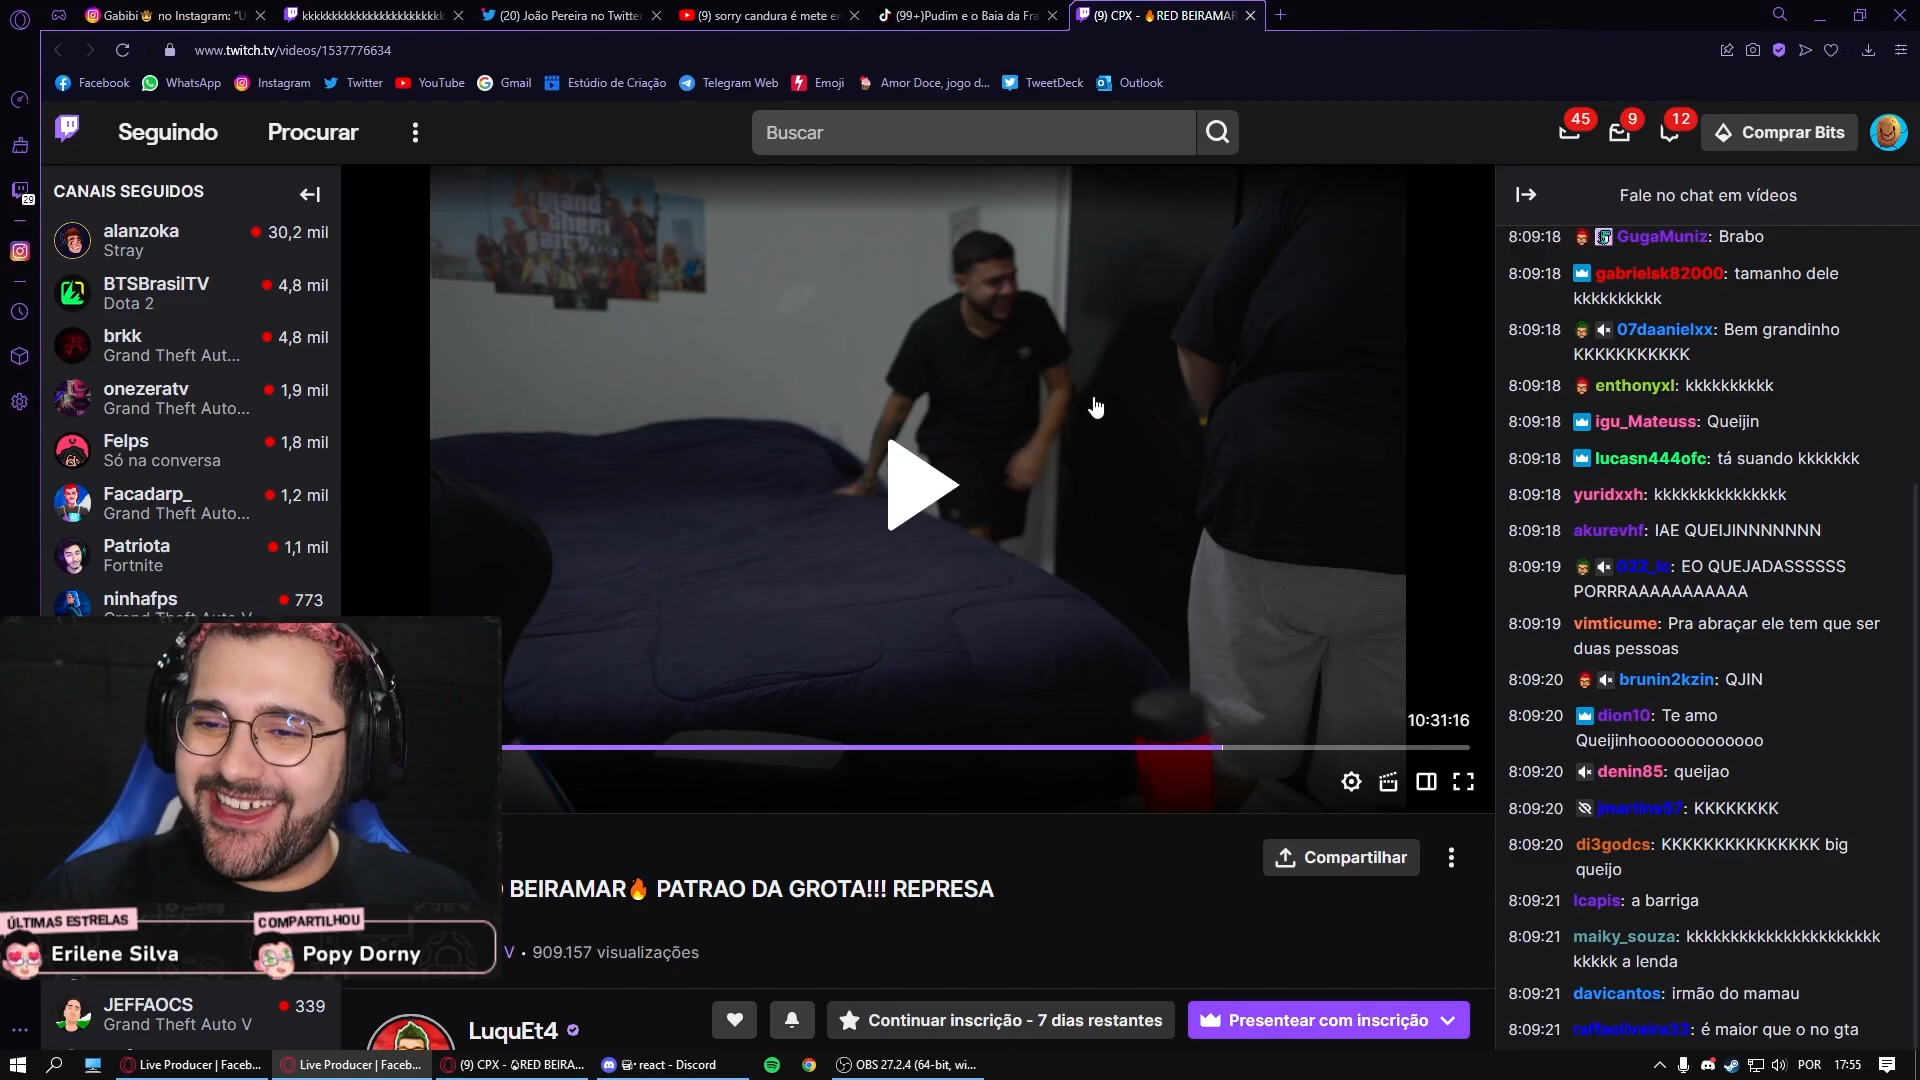 Gabibi🤠 no Instagram: "U
kkkkkkkkkkkkkkkkkkkkkkk
(20) João Pereira no Twitte
(9) sorry candura é mete e
(99+)Pudim e o Baia da Fra
(9) CPX - 🔥RED BEIRAMAR
www.twitch.tv/videos/1537776634
Facebook
WhatsApp
Instagram
Twitter
YouTube
Gmail
Estúdio de Criação
Telegram Web
Emoji
Amor Doce, jogo d...
TweetDeck
Outlook
Seguindo
Procurar
Buscar
45
9
12
Comprar Bits
29
CANAIS SEGUIDOS
alanzoka
30,2 mil
Stray
BTSBrasilTV
4,8 mil
Dota 2
brkk
4,8 mil
Grand Theft Aut...
onezeratv
1,9 mil
Grand Theft Auto...
Felps
1,8 mil
Só na conversa
Facadarp_
1,2 mil
Grand Theft Auto...
Patriota
1,1 mil
Fortnite
ninhafps
773
Grand Theft Auto V
JEFFAOCS
339
Grand Theft Auto V
grand
theft
10:31:16
ÚLTIMAS ESTRELAS
Erilene Silva
COMPARTILHOU
Popy Dorny
BEIRAMAR🔥 PATRAO DA GROTA!!! REPRESA
Compartilhar
V • 909.157 visualizações
LuquEt4
Continuar inscrição - 7 dias restantes
Presentear com inscrição
Fale no chat em vídeos
8:09:18 GugaMuniz: Brabo
8:09:18 gabrielsk82000: tamanho dele
kkkkkkkkkk
8:09:18 07daanielxx: Bem grandinho
KKKKKKKKKKK
8:09:18 enthonyxl: kkkkkkkkkk
8:09:18 igu_Mateuss: Queijin
8:09:18 lucasn444ofc: tá suando kkkkkkk
8:09:18 yuridxxh: kkkkkkkkkkkkkkk
8:09:18 akurevhf: IAE QUEIJINNNNNNN
8:09:19 022_lc: EO QUEJADASSSSSS
PORRRAAAAAAAAAAA
8:09:19 vimticume: Pra abraçar ele tem que ser
duas pessoas
8:09:20 brunin2kzin: QJIN
8:09:20 dion10: Te amo
Queijinhooooooooooooo
8:09:20 denin85: queijao
8:09:20 jmartins57: KKKKKKKK
8:09:20 di3godcs: KKKKKKKKKKKKKKK big
queijo
8:09:21 lcapis: a barriga
8:09:21 maiky_souza: kkkkkkkkkkkkkkkkkkkkkk
kkkkk a lenda
8:09:21 davicantos: irmão do mamau
8:09:21 raffaoliveira33: é maior que o no gta
Live Producer | Faceb...
Live Producer | Faceb...
(9) CPX - 🔥RED BEIRA...
react - Discord
OBS 27.2.4 (64-bit, wi...
POR
17:55